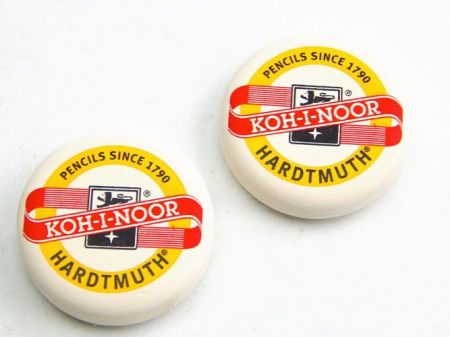 PENCILS SINCE 1790
®
KOH-I-NOOR
HARDTMUTH®
PENCILS SINCE 1790
®
KOH-I-NOOR
HARDTMUTH®